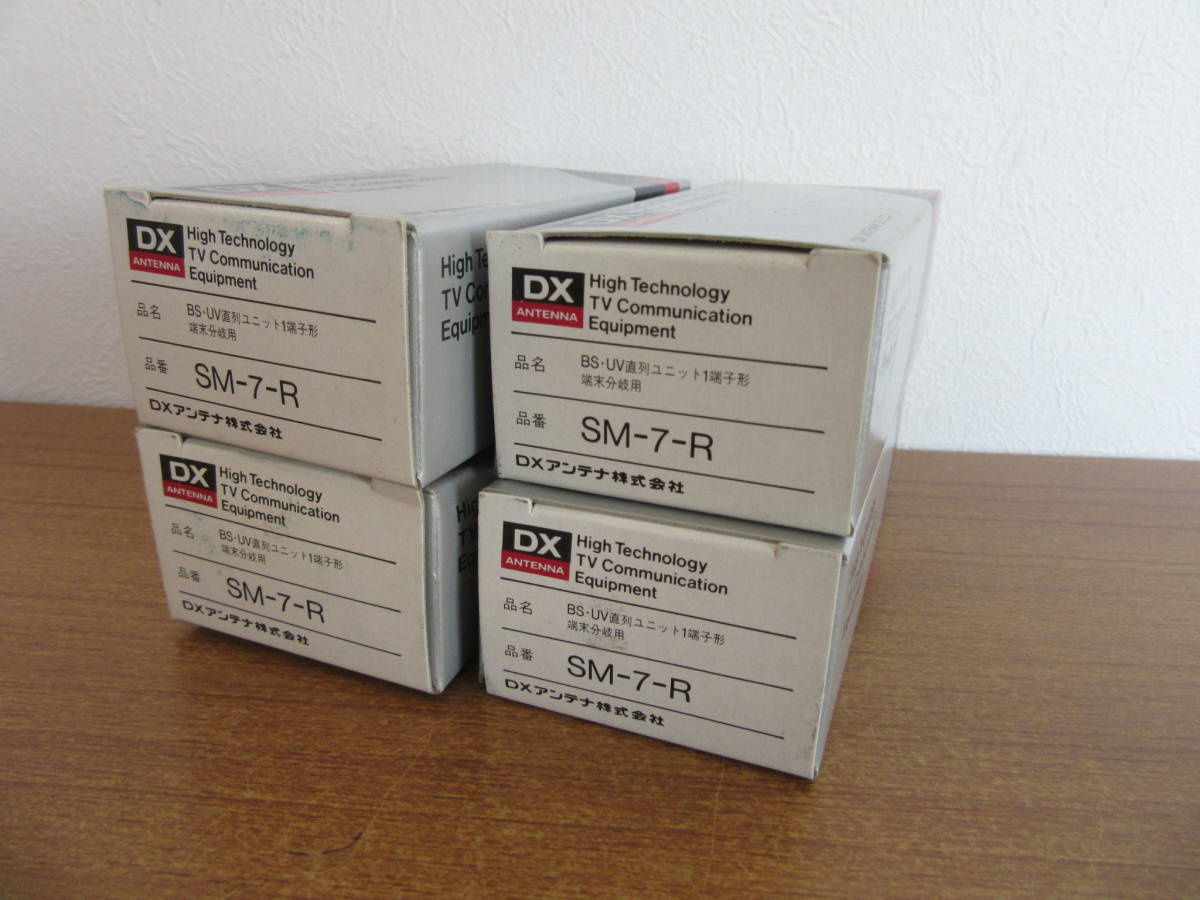 DX
ANTENNA
High Technology
TV Communication
Equipment
品名
BS・UV直列ユニット1端子形
端末分岐用
品番
SM-7-R
DXアンテナ株式会社
DX
ANTENNA
High Technology
TV Communication
Equipment
品名
BS・UV直列ユニット1端子形
端末分岐用
品番
SM-7-R
DXアンテナ株式会社
DX
ANTENNA
High Technology
TV Communication
Equipment
品名
BS・UV直列ユニット1端子形
端末分岐用
品番
SM-7-R
DXアンテナ株式会社
DX
ANTENNA
High Technology
TV Communication
Equipment
品名
BS・UV直列ユニット1端子形
端末分岐用
品番
SM-7-R
DXアンテナ株式会社